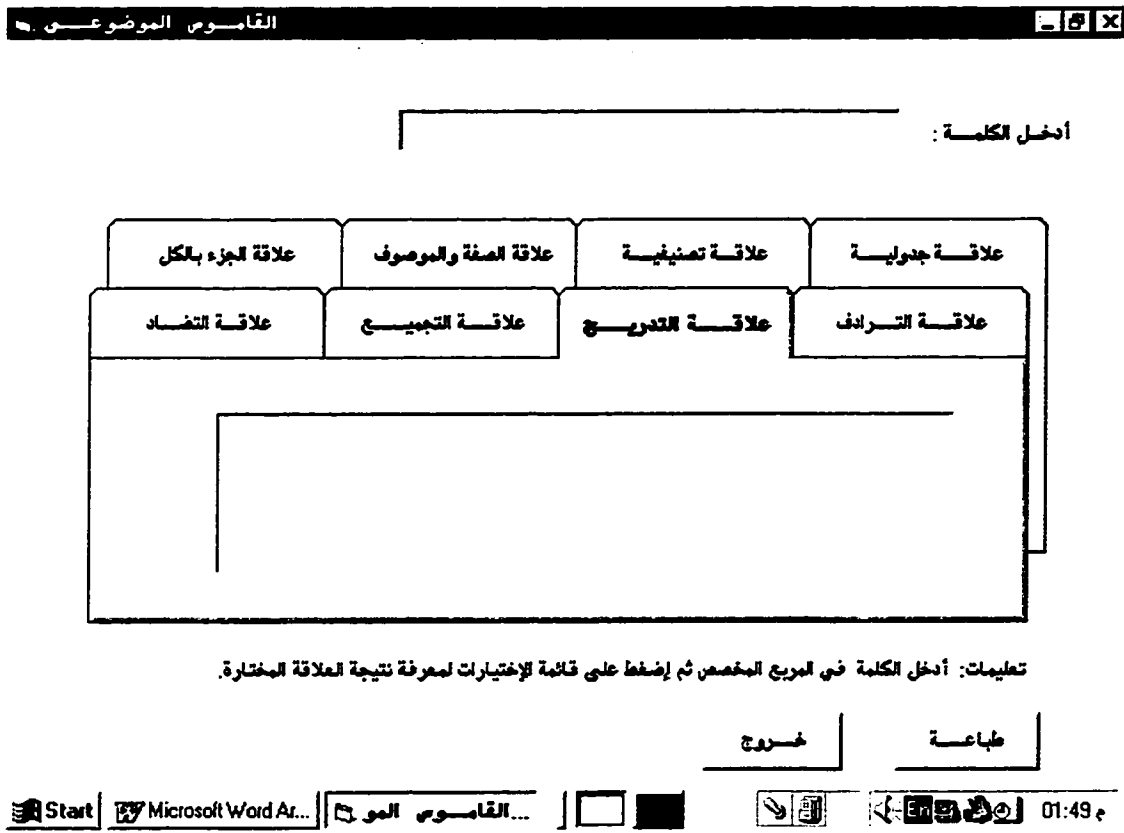 القاموس الموضوعى
أدخل الكلمة :
علاقة جدولية علاقة تصنيفية علاقة الصفة والموصوف علاقة الجزء بالكل
علاقة الترادف علاقة التدريج علاقة التجميع علاقة التضاد
تعليمات: أدخل الكلمة في المربع المخصص ثم إضغط على قائمة الإختيارات لمعرفة نتيجة العلاقة المختارة.
طباعة خروج
Start Microsoft Word Ar... القاموس المو... En 01:49 م